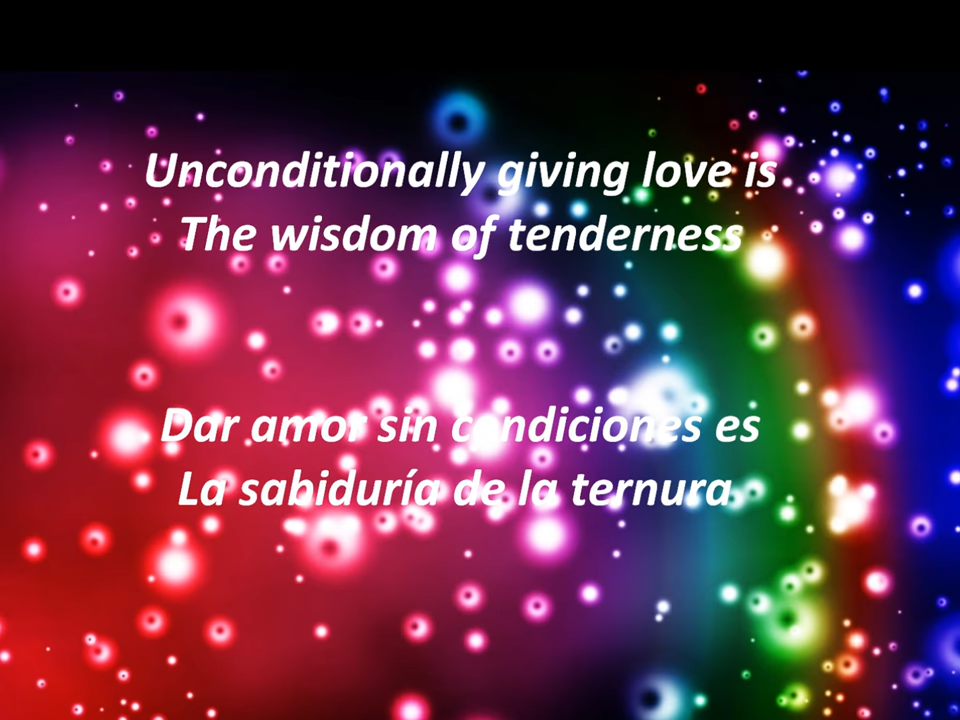 Unconditionally giving love is
The wisdom of tenderness
Dar amor sin condiciones es
La sabiduría de la ternura